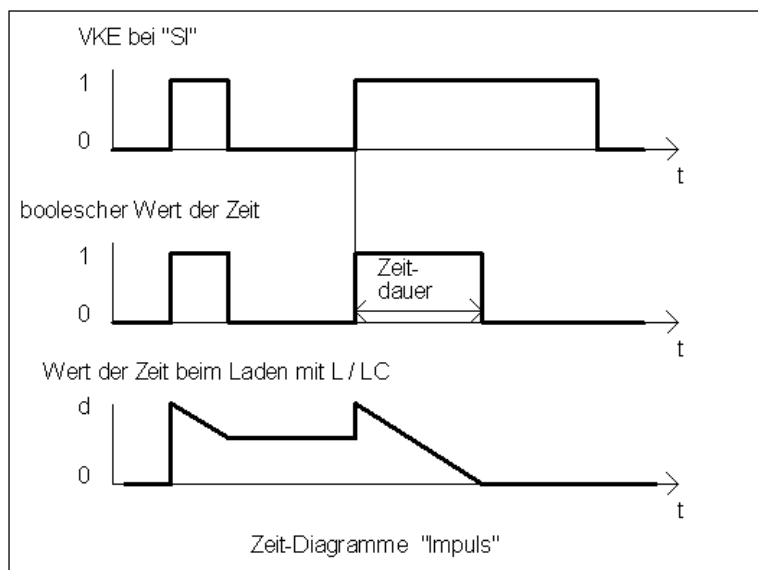 VKE bei "SI"
1
0
t
boolescher Wert der Zeit
1
Zeit-
dauer
0
t
Wert der Zeit beim Laden mit L / LC
d
0
t
Zeit-Diagramme "Impuls"